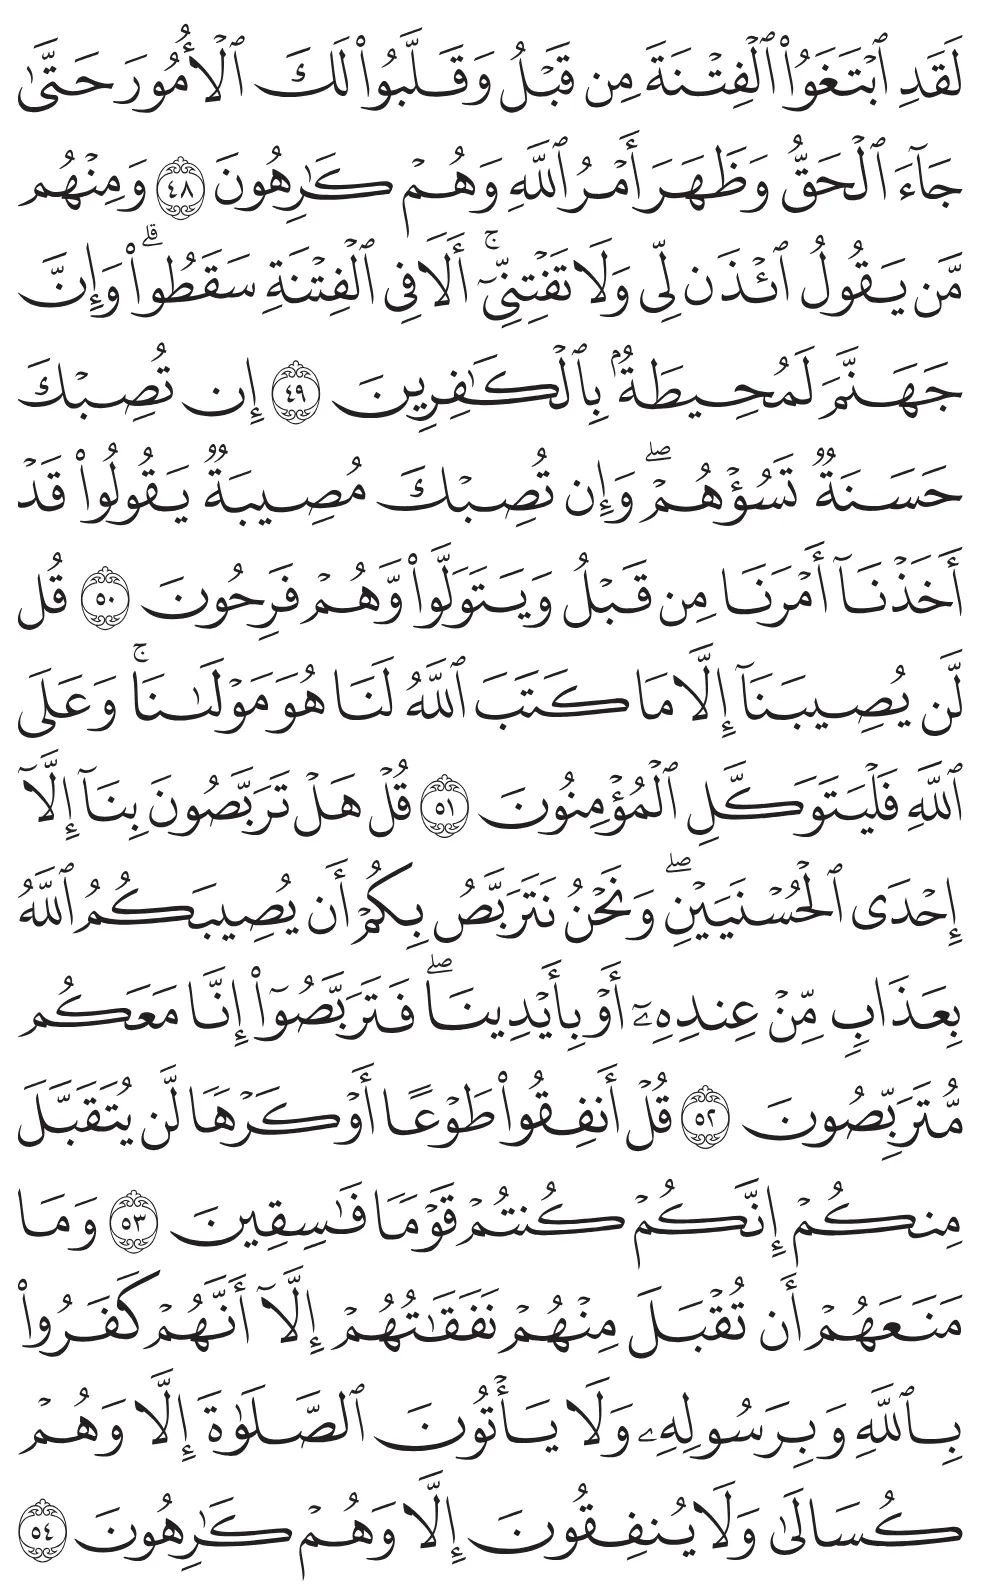 لَقَدِ ٱبۡتَغَوُاْ ٱلۡفِتۡنَةَ مِن قَبۡلُ وَقَلَّبُواْ لَكَ ٱلۡأُمُورَ حَتَّىٰ
جَآءَ ٱلۡحَقُّ وَظَهَرَ أَمۡرُ ٱللَّهِ وَهُمۡ كَٰرِهُونَ ٤٨ وَمِنۡهُم
مَّن يَقُولُ ٱئۡذَن لِّي وَلَا تَفۡتِنِّيٓۚ أَلَا فِي ٱلۡفِتۡنَةِ سَقَطُواْۗ وَإِنَّ
جَهَنَّمَ لَمُحِيطَةُۢ بِٱلۡكَٰفِرِينَ ٤٩ إِن تُصِبۡكَ
حَسَنَةٞ تَسُؤۡهُمۡۖ وَإِن تُصِبۡكَ مُصِيبَةٞ يَقُولُواْ قَدۡ
أَخَذۡنَآ أَمۡرَنَا مِن قَبۡلُ وَيَتَوَلَّواْ وَّهُمۡ فَرِحُونَ ٥٠ قُل
لَّن يُصِيبَنَآ إِلَّا مَا كَتَبَ ٱللَّهُ لَنَا هُوَ مَوۡلَىٰنَاۚ وَعَلَى
ٱللَّهِ فَلۡيَتَوَكَّلِ ٱلۡمُؤۡمِنُونَ ٥١ قُلۡ هَلۡ تَرَبَّصُونَ بِنَآ إِلَّآ
إِحۡدَى ٱلۡحُسۡنَيَيۡنِۖ وَنَحۡنُ نَتَرَبَّصُ بِكُمۡ أَن يُصِيبَكُمُ ٱللَّهُ
بِعَذَابٖ مِّنۡ عِندِهِۦٓ أَوۡ بِأَيۡدِينَاۖ فَتَرَبَّصُوٓاْ إِنَّا مَعَكُم
مُّتَرَبِّصُونَ ٥٢ قُلۡ أَنفِقُواْ طَوۡعًا أَوۡ كَرۡهٗا لَّن يُتَقَبَّلَ
مِنكُمۡ إِنَّكُمۡ كُنتُمۡ قَوۡمٗا فَٰسِقِينَ ٥٣ وَمَا
مَنَعَهُمۡ أَن تُقۡبَلَ مِنۡهُمۡ نَفَقَٰتُهُمۡ إِلَّآ أَنَّهُمۡ كَفَرُواْ
بِٱللَّهِ وَبِرَسُولِهِۦ وَلَا يَأۡتُونَ ٱلصَّلَوٰةَ إِلَّا وَهُمۡ
كُسَالَىٰ وَلَا يُنفِقُونَ إِلَّا وَهُمۡ كَٰرِهُونَ ٥٤